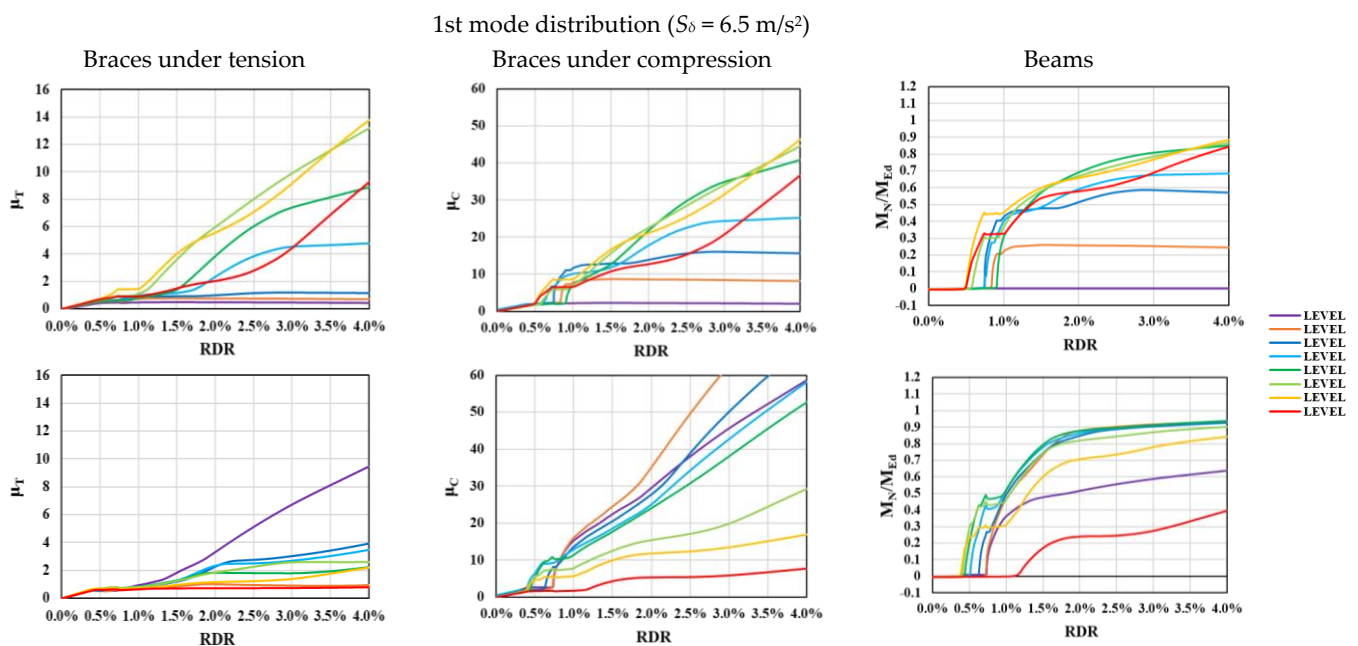 1st mode distribution (Sδ = 6.5 m/s²)
Braces under tension
Braces under compression
Beams
16
14
12
10
8
6
4
2
0
μT
0.0% 0.5% 1.0% 1.5% 2.0% 2.5% 3.0% 3.5% 4.0%
RDR
60
50
40
30
20
10
0
μC
0.0% 0.5% 1.0% 1.5% 2.0% 2.5% 3.0% 3.5% 4.0%
RDR
1.2
1.1
1
0.9
0.8
0.7
0.6
0.5
0.4
0.3
0.2
0.1
0
-0.1
MN/MEd
0.0% 1.0% 2.0% 3.0% 4.0%
RDR
LEVEL
LEVEL
LEVEL
LEVEL
LEVEL
LEVEL
LEVEL
LEVEL
16
14
12
10
8
6
4
2
0
μT
0.0% 0.5% 1.0% 1.5% 2.0% 2.5% 3.0% 3.5% 4.0%
RDR
60
50
40
30
20
10
0
μC
0.0% 0.5% 1.0% 1.5% 2.0% 2.5% 3.0% 3.5% 4.0%
RDR
1.2
1.1
1
0.9
0.8
0.7
0.6
0.5
0.4
0.3
0.2
0.1
0
-0.1
MN/MEd
0.0% 0.5% 1.0% 1.5% 2.0% 2.5% 3.0% 3.5% 4.0%
RDR